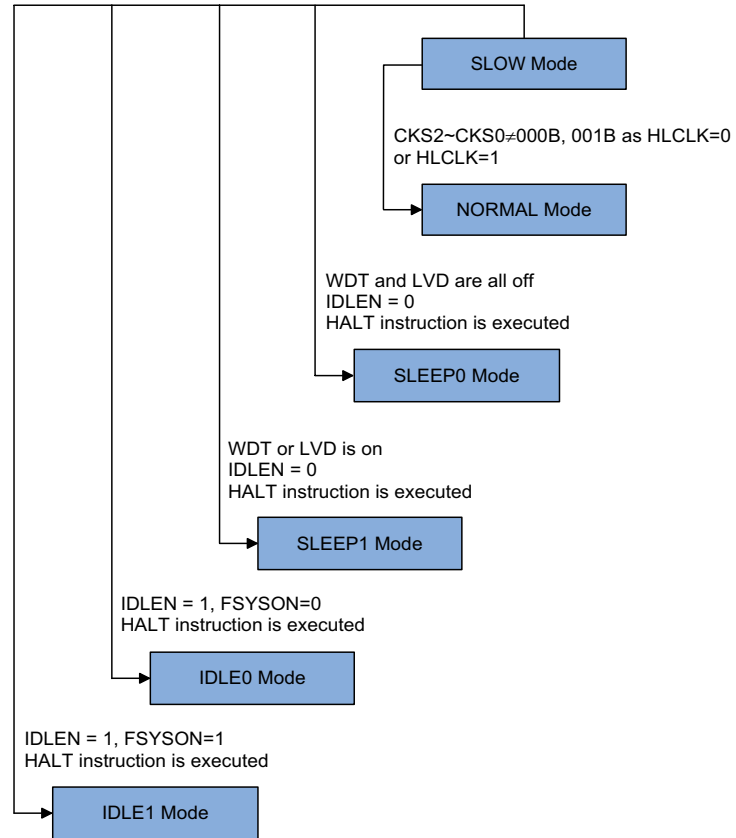 SLOW Mode
CKS2~CKS0≠000B, 001B as HLCLK=0
or HLCLK=1
NORMAL Mode
WDT and LVD are all off
IDLEN = 0
HALT instruction is executed
SLEEP0 Mode
WDT or LVD is on
IDLEN = 0
HALT instruction is executed
SLEEP1 Mode
IDLEN = 1, FSYSON=0
HALT instruction is executed
IDLE0 Mode
IDLEN = 1, FSYSON=1
HALT instruction is executed
IDLE1 Mode